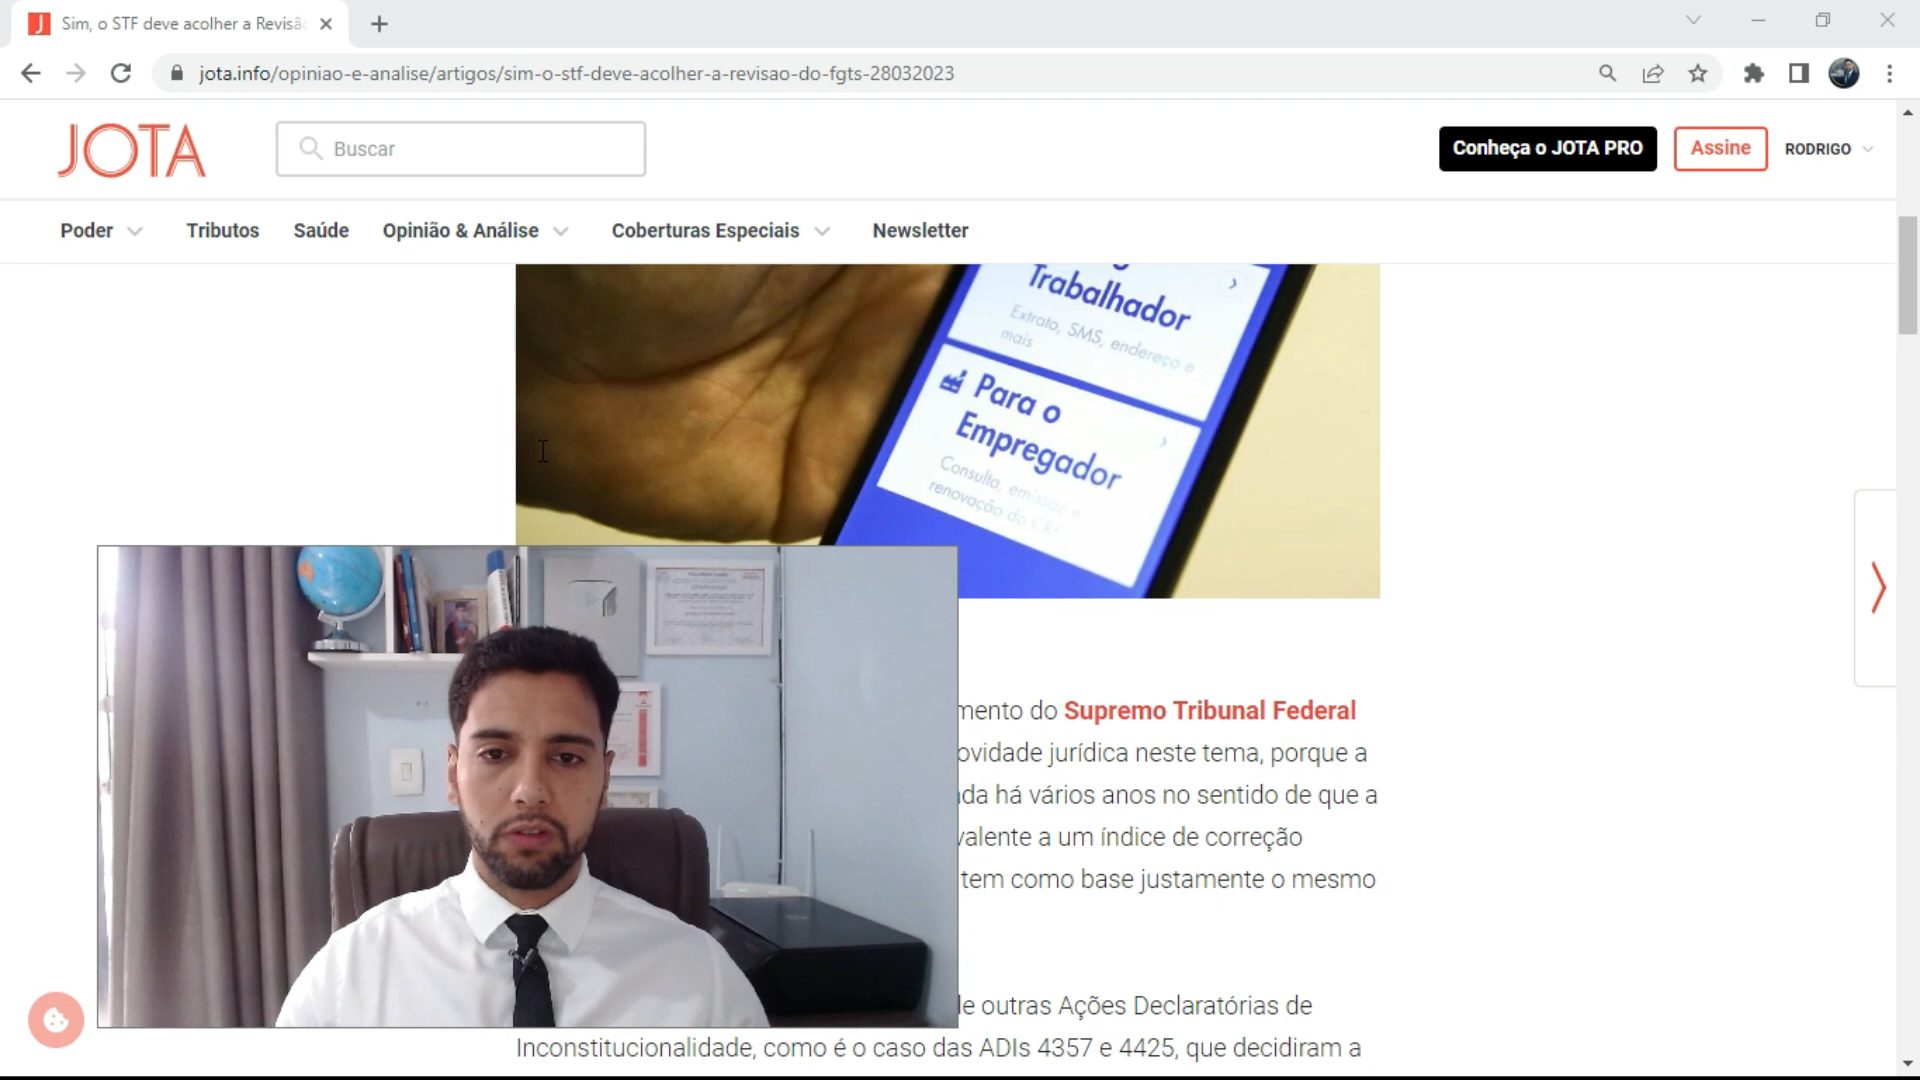 Sim, o STF deve acolher a Revisão
jota.info/opiniao-e-analise/artigos/sim-o-stf-deve-acolher-a-revisao-do-fgts-28032023
JOTA
Buscar
Conheça o JOTA PRO
Assine
RODRIGO
Poder
Tributos
Saúde
Opinião & Análise
Coberturas Especiais
Newsletter
Trabalhador
Extrato, SMS, endereço e
mais
Para o
Empregador
Consulta, emissão e
renovação do CRF
mento do Supremo Tribunal Federal
ovidade jurídica neste tema, porque a
da há vários anos no sentido de que a
valente a um índice de correção
tem como base justamente o mesmo
de outras Ações Declaratórias de
Inconstitucionalidade, como é o caso das ADIs 4357 e 4425, que decidiram a